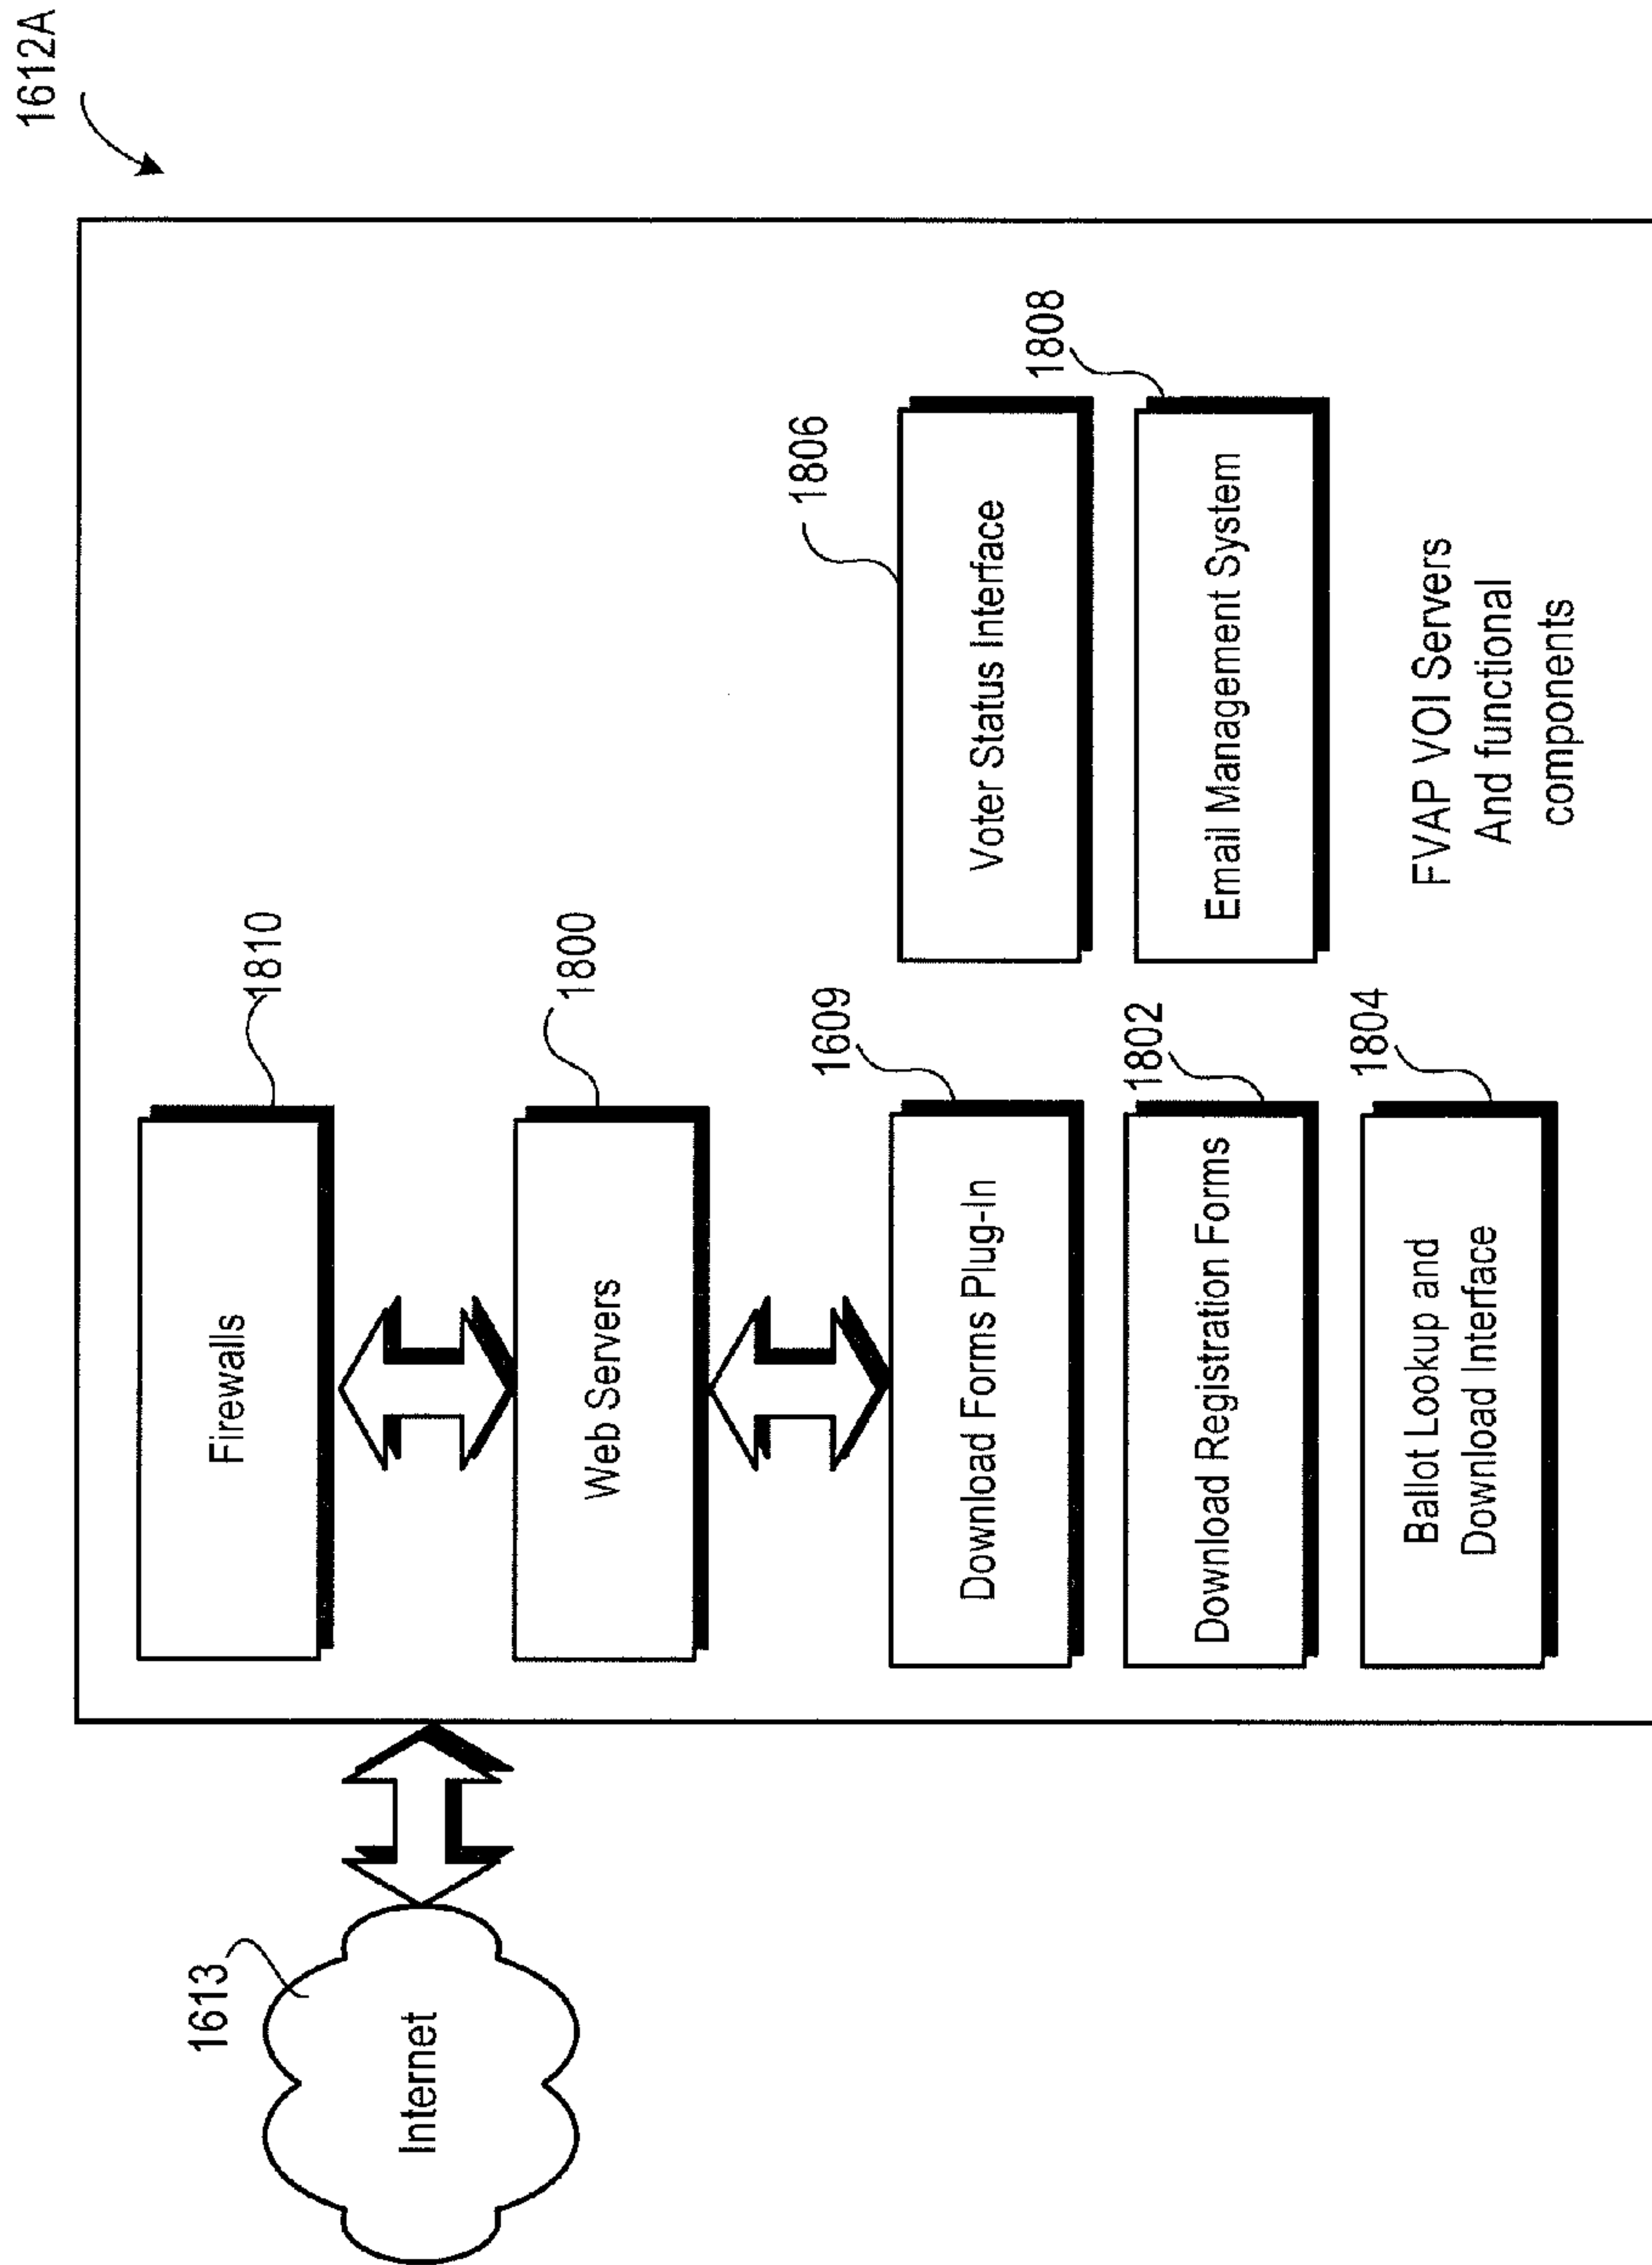 1612A
1613
Internet
Firewalls
1810
Web Servers
1800
Download Forms Plug-In
1609
Download Registration Forms
1802
Ballot Lookup and
Download Interface
1804
Voter Status Interface
1806
Email Management System
1808
FVAP VOI Servers
And functional
components